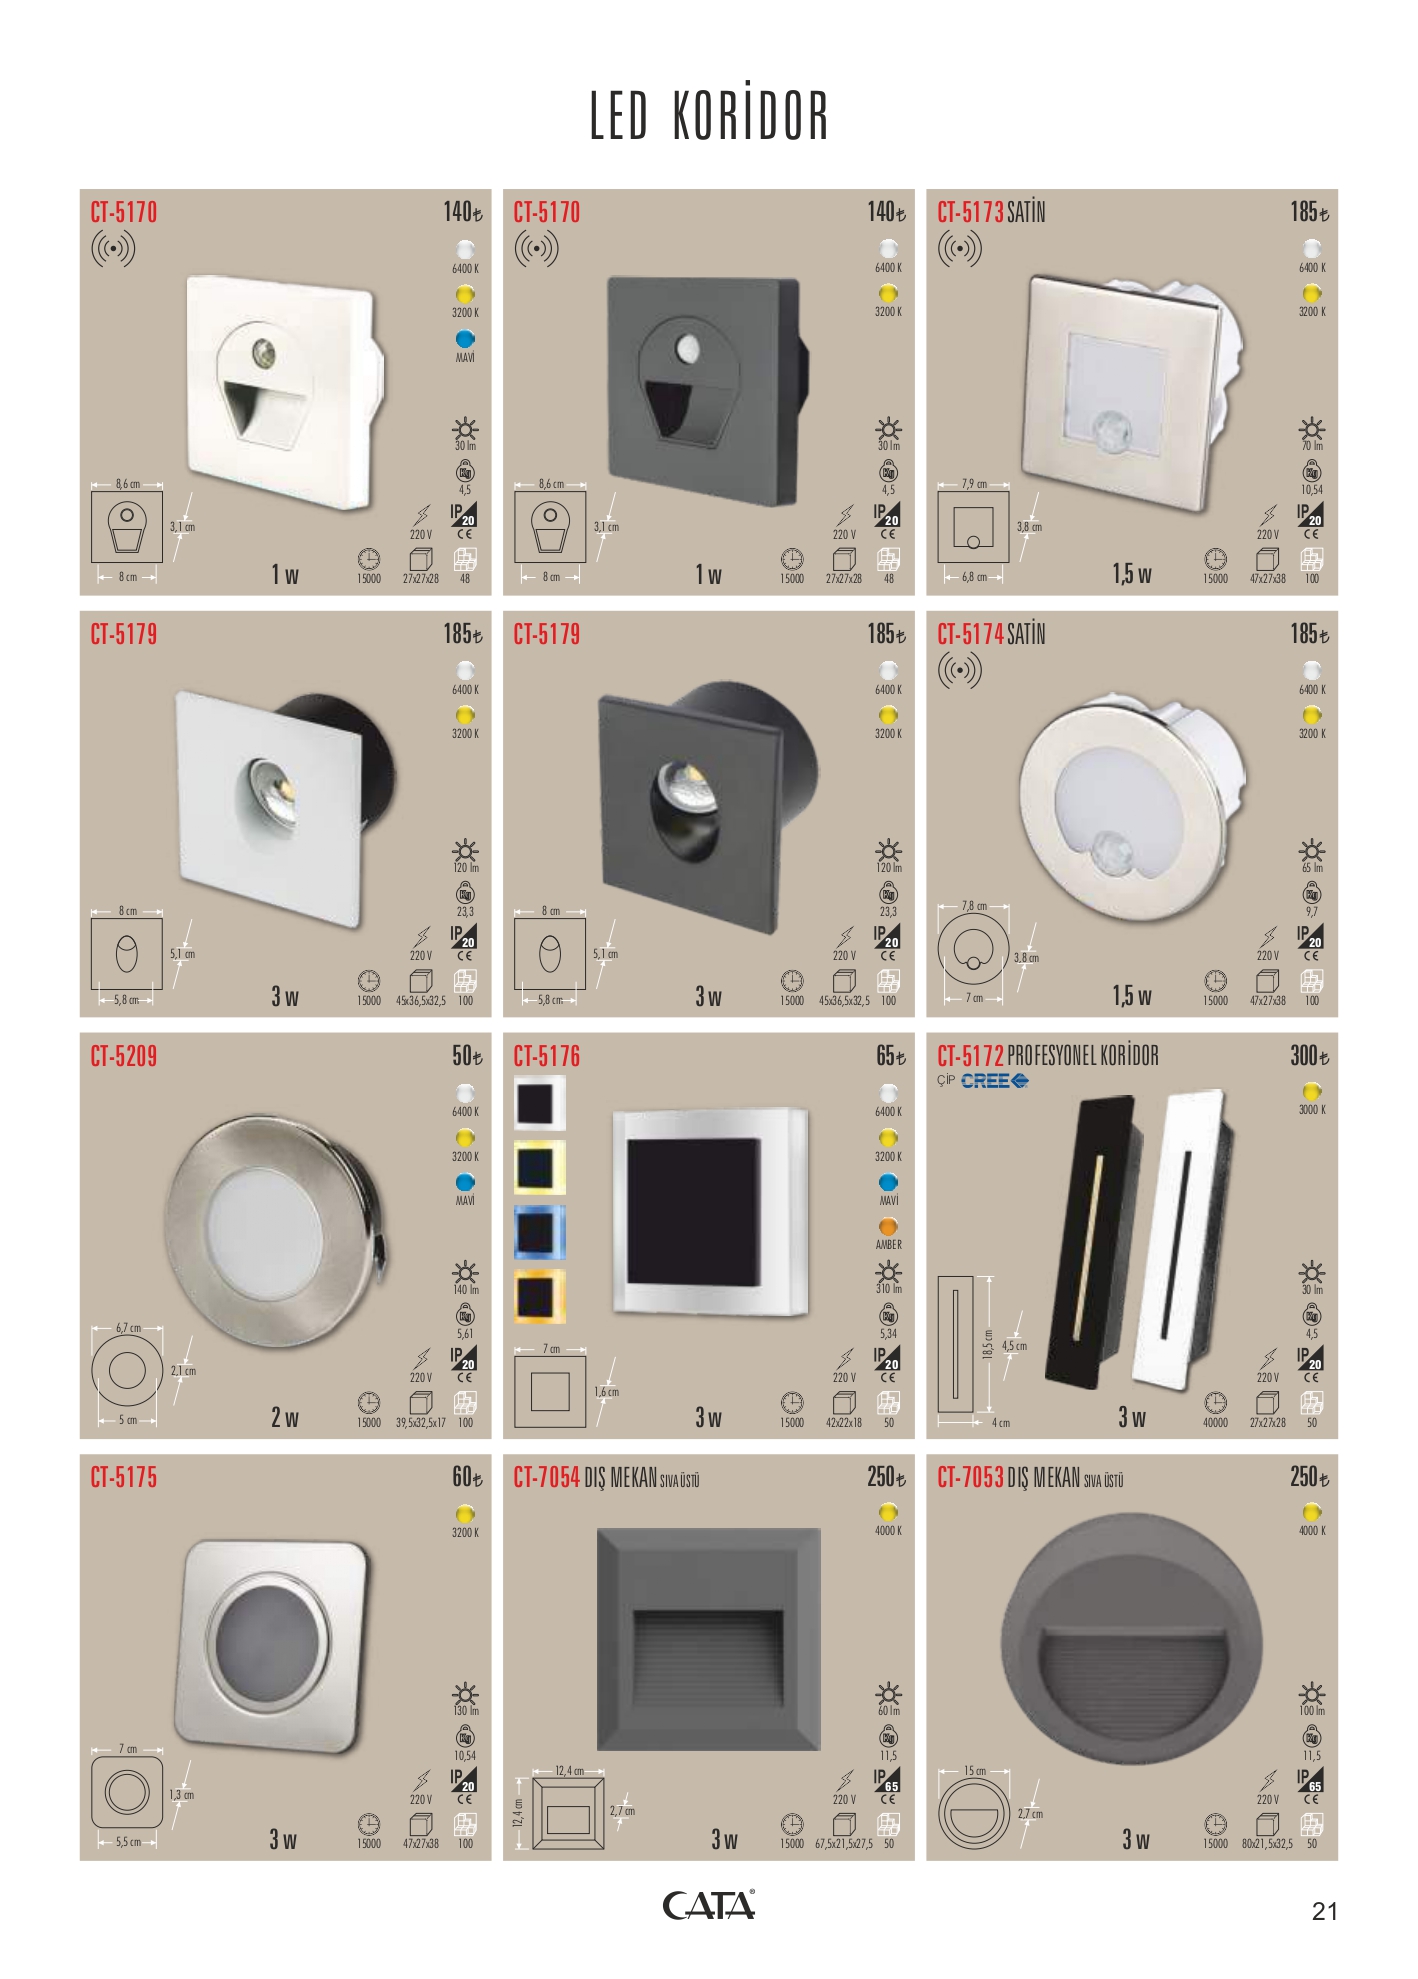 LED KORİDOR
CT-5170
140₺
6400 K
3200 K
MAVİ
30 lm
Kg
4,5
8,6 cm
3,1 cm
8 cm
1 w
220 V
IP 20
CE
15000
27x27x28
48
CT-5170
140₺
6400 K
3200 K
30 lm
Kg
4,5
8,6 cm
3,1 cm
8 cm
1 w
220 V
IP 20
CE
15000
27x27x28
48
CT-5173 SATİN
185₺
6400 K
3200 K
70 lm
Kg
10,54
7,9 cm
3,8 cm
6,8 cm
1,5 w
220 V
IP 20
CE
15000
47x27x38
100
CT-5179
185₺
6400 K
3200 K
120 lm
Kg
23,3
8 cm
5,1 cm
5,8 cm
3 w
220 V
IP 20
CE
15000
45x36,5x32,5
100
CT-5179
185₺
6400 K
3200 K
120 lm
Kg
23,3
8 cm
5,1 cm
5,8 cm
3 w
220 V
IP 20
CE
15000
45x36,5x32,5
100
CT-5174 SATİN
185₺
6400 K
3200 K
65 lm
Kg
9,7
7,8 cm
3,8 cm
7 cm
1,5 w
220 V
IP 20
CE
15000
47x27x38
100
CT-5209
50₺
6400 K
3200 K
MAVİ
140 lm
Kg
5,61
6,7 cm
2,1 cm
5 cm
2 w
220 V
IP 20
CE
15000
39,5x32,5x17
100
CT-5176
65₺
6400 K
3200 K
MAVİ
AMBER
310 lm
Kg
5,34
7 cm
1,6 cm
3 w
220 V
IP 20
CE
15000
42x22x18
50
CT-5172 PROFESYONEL KORİDOR
300₺
ÇİP CREE
3000 K
30 lm
Kg
4,5
18,5 cm
4,5 cm
4 cm
3 w
220 V
IP 20
CE
40000
27x27x28
50
CT-5175
60₺
3200 K
130 lm
Kg
10,54
7 cm
1,3 cm
5,5 cm
3 w
220 V
IP 20
CE
15000
47x27x38
100
CT-7054 DIŞ MEKAN SIVA ÜSTÜ
250₺
4000 K
60 lm
Kg
11,5
12,4 cm
12,4 cm
2,7 cm
3 w
220 V
IP 65
CE
15000
67,5x21,5x27,5
50
CT-7053 DIŞ MEKAN SIVA ÜSTÜ
250₺
4000 K
100 lm
Kg
11,5
15 cm
2,7 cm
3 w
220 V
IP 65
CE
15000
80x21,5x32,5
50
CATA®
21